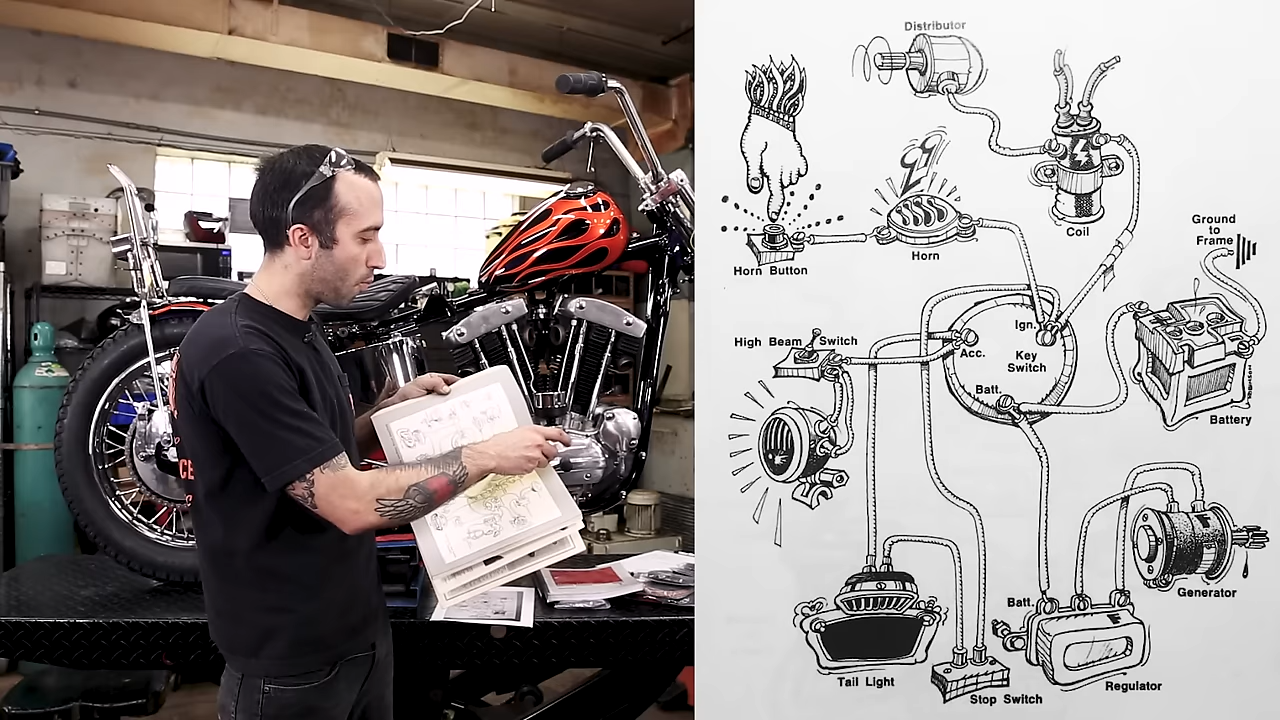 Distributor
Coil
Horn Button
Horn
Ground
to
Frame
Ign.
High Beam Switch
Acc.
Key
Switch
Batt.
Battery
Generator
Batt.
Tail Light
Stop Switch
Regulator